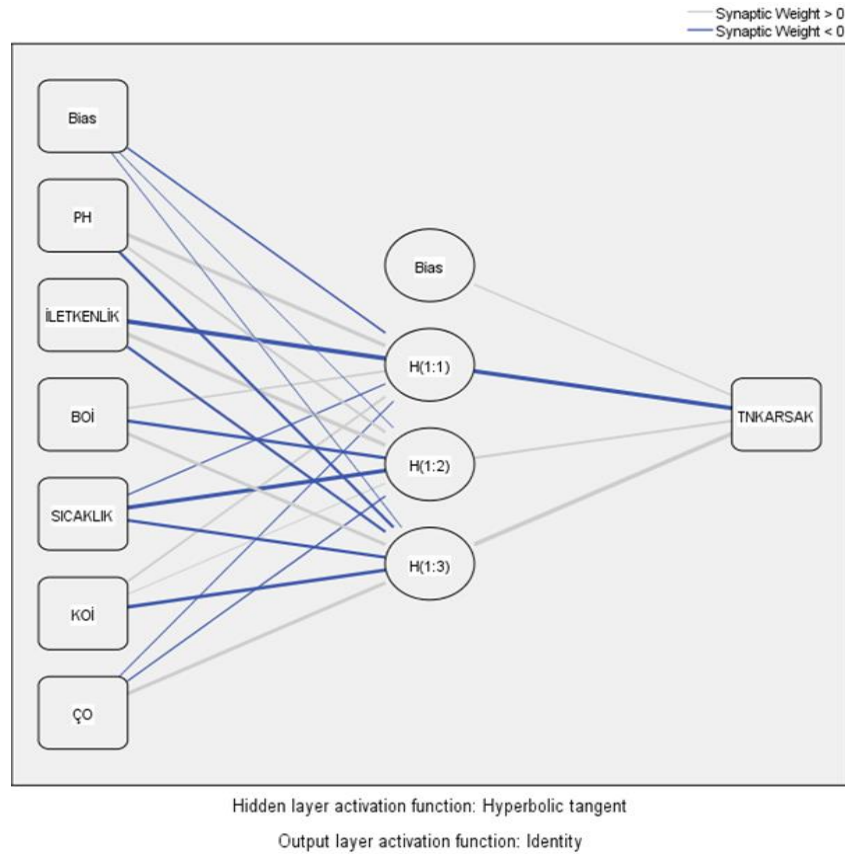 Synaptic Weight > 0
Synaptic Weight < 0
Bias
PH
İLETKENLİK
BOİ
SICAKLIK
KOİ
ÇO
Bias
H(1:1)
H(1:2)
H(1:3)
TNKARSAK
Hidden layer activation function: Hyperbolic tangent
Output layer activation function: Identity